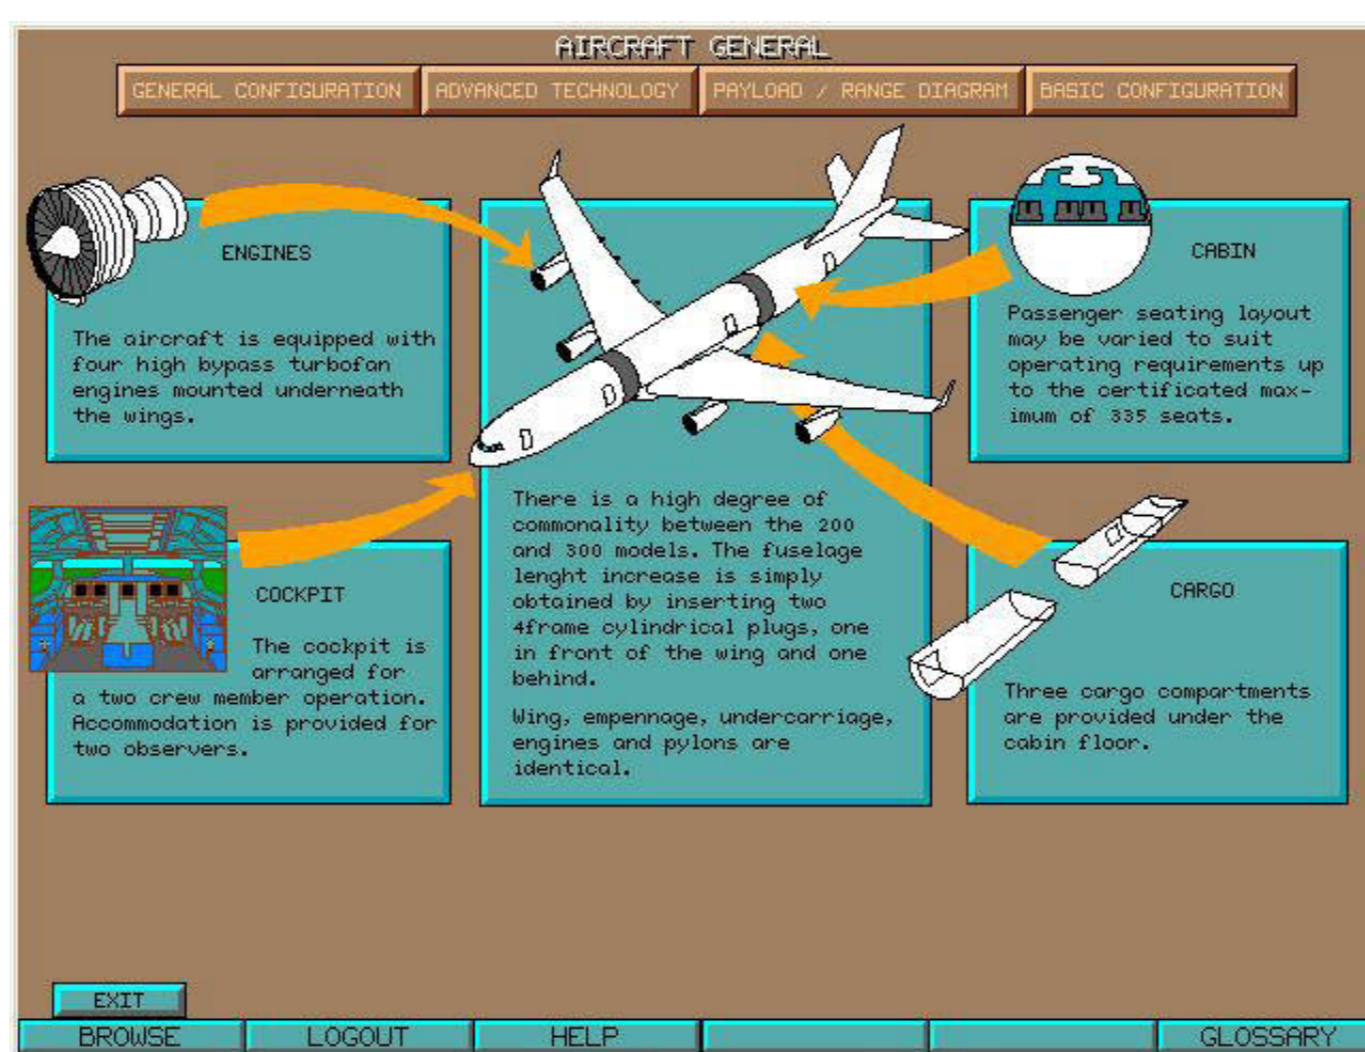 AIRCRAFT GENERAL
GENERAL CONFIGURATION
ADVANCED TECHNOLOGY
PAYLOAD / RANGE DIAGRAM
BASIC CONFIGURATION
ENGINES
The aircraft is equipped with
four high bypass turbofan
engines mounted underneath
the wings.
COCKPIT
The cockpit is
arranged for
a two crew member operation.
Accommodation is provided for
two observers.
There is a high degree of
commonality between the 200
and 300 models. The fuselage
lenght increase is simply
obtained by inserting two
4frame cylindrical plugs, one
in front of the wing and one
behind.
Wing, empennage, undercarriage,
engines and pylons are
identical.
CABIN
Passenger seating layout
may be varied to suit
operating requirements up
to the certificated max-
imum of 335 seats.
CARGO
Three cargo compartments
are provided under the
cabin floor.
EXIT
BROWSE
LOGOUT
HELP
GLOSSARY